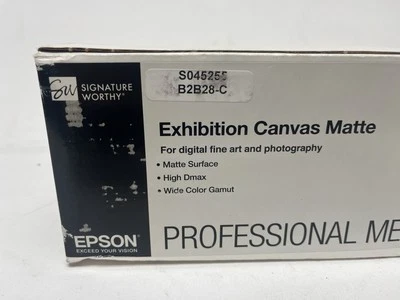 Sw SIGNATURE
WORTHY™
S045255
B2B28-C
Exhibition Canvas Matte
For digital fine art and photography
• Matte Surface
• High Dmax
• Wide Color Gamut
EPSON®
EXCEED YOUR VISION
PROFESSIONAL ME